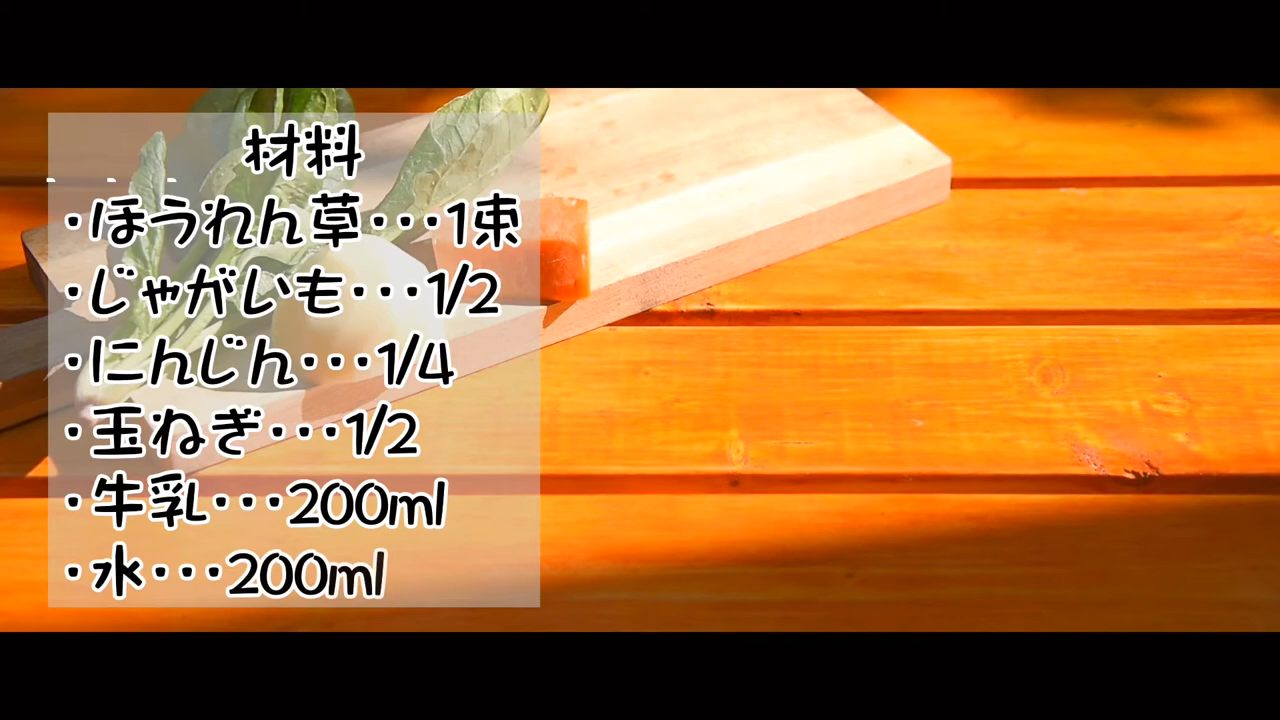 材料
・ほうれん草・・・1束
・じゃがいも・・・1/2
・にんじん・・・1/4
・玉ねぎ・・・1/2
・牛乳・・・200ml
・水・・・200ml